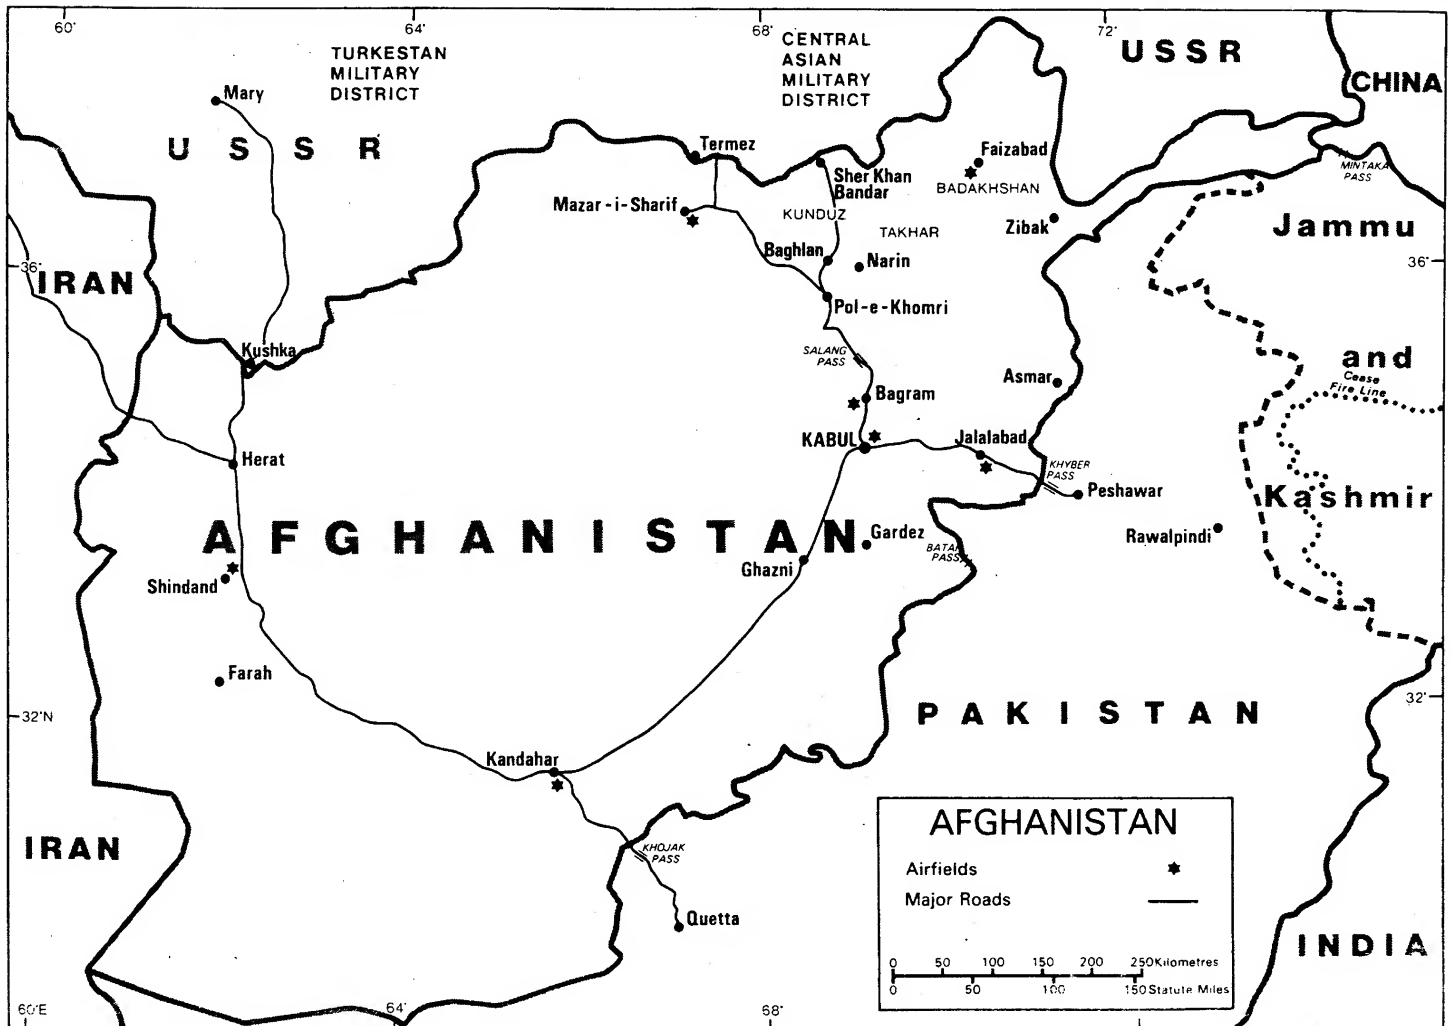 60°
64°
68°
72°
TURKESTAN
MILITARY
DISTRICT
CENTRAL
ASIAN
MILITARY
DISTRICT
USSR
CHINA
Mary
USSR
Termez
Faizabad
MINTAKA
PASS
Sher Khan
Bandar
BADAKHSHAN
Mazar-i-Sharif
KUNDUZ
Zibak
Jammu
TAKHAR
Baghlan
Narin
36°
IRAN
36°
Pol-e-Khomri
Kushka
SALANG
PASS
and
Cease
Fire Line
Asmar
Bagram
KABUL
Jalalabad
Herat
KHYBER
PASS
Peshawar
Kashmir
AFGHANISTAN
Gardez
Rawalpindi
PASS
Ghazni
Shindand
Farah
32°N
32°
PAKISTAN
Kandahar
IRAN
KHOJAK
PASS
Quetta
AFGHANISTAN
Airfields
Major Roads
INDIA
0 50 100 150 200 250 Kilometres
0 50 100 150 Statute Miles
60°E
64°
68°